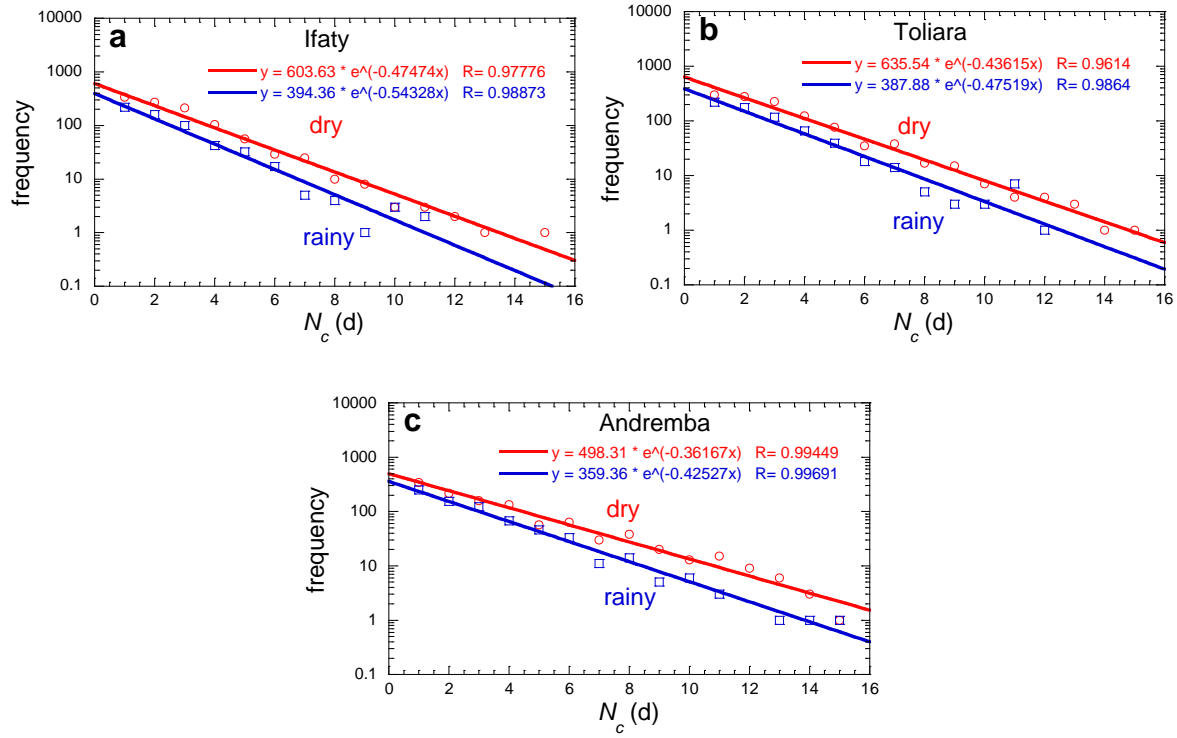 a Ifaty
y = 603.63 * e^(-0.47474x) R= 0.97776
y = 394.36 * e^(-0.54328x) R= 0.98873
dry
rainy
frequency
10000
1000
100
10
1
0.1
0 2 4 6 8 10 12 14 16
N_c (d)
b Toliara
y = 635.54 * e^(-0.43615x) R= 0.9614
y = 387.88 * e^(-0.47519x) R= 0.9864
dry
rainy
frequency
10000
1000
100
10
1
0.1
0 2 4 6 8 10 12 14 16
N_c (d)
c Andremba
y = 498.31 * e^(-0.36167x) R= 0.99449
y = 359.36 * e^(-0.42527x) R= 0.99691
dry
rainy
frequency
10000
1000
100
10
1
0.1
0 2 4 6 8 10 12 14 16
N_c (d)